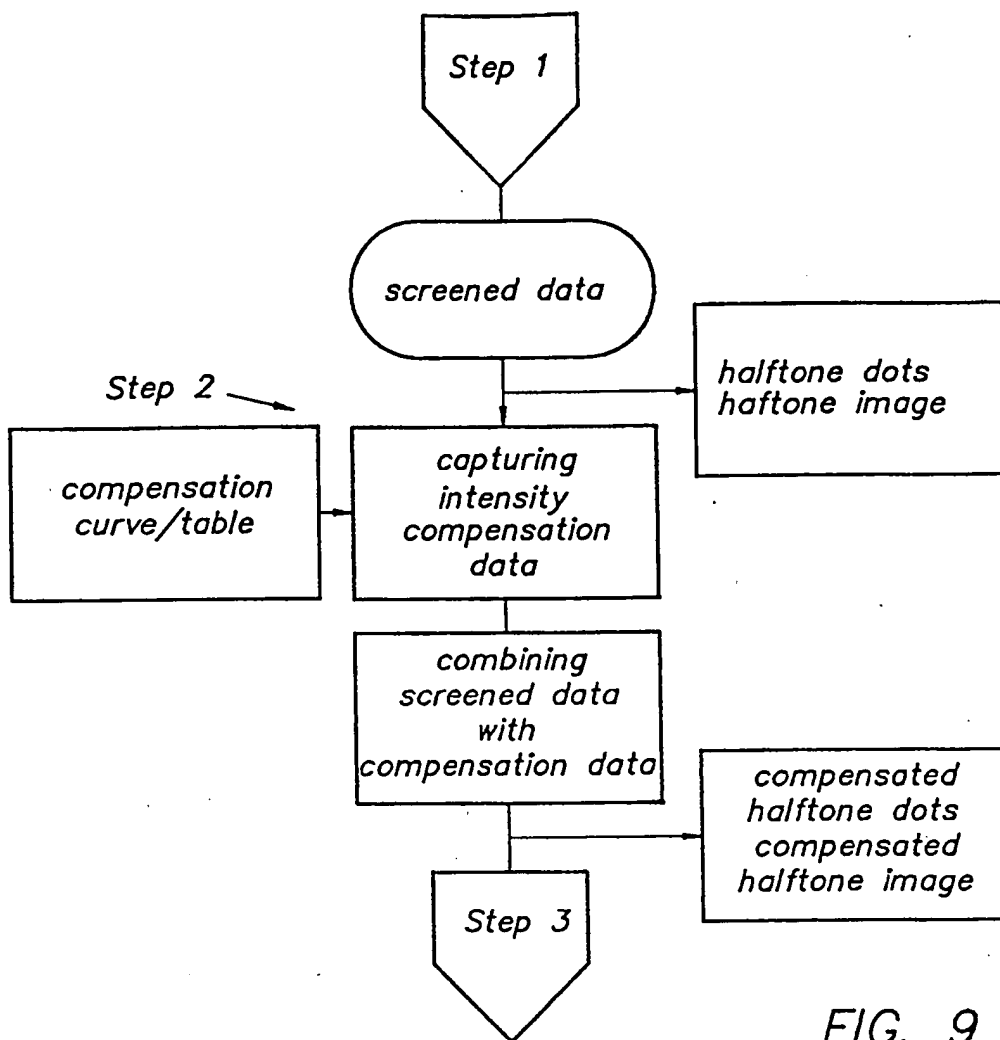 Step 1
screened data
halftone dots
haftone image
Step 2
compensation
curve/table
capturing
intensity
compensation
data
combining
screened data
with
compensation data
compensated
halftone dots
compensated
halftone image
Step 3
FIG. 9